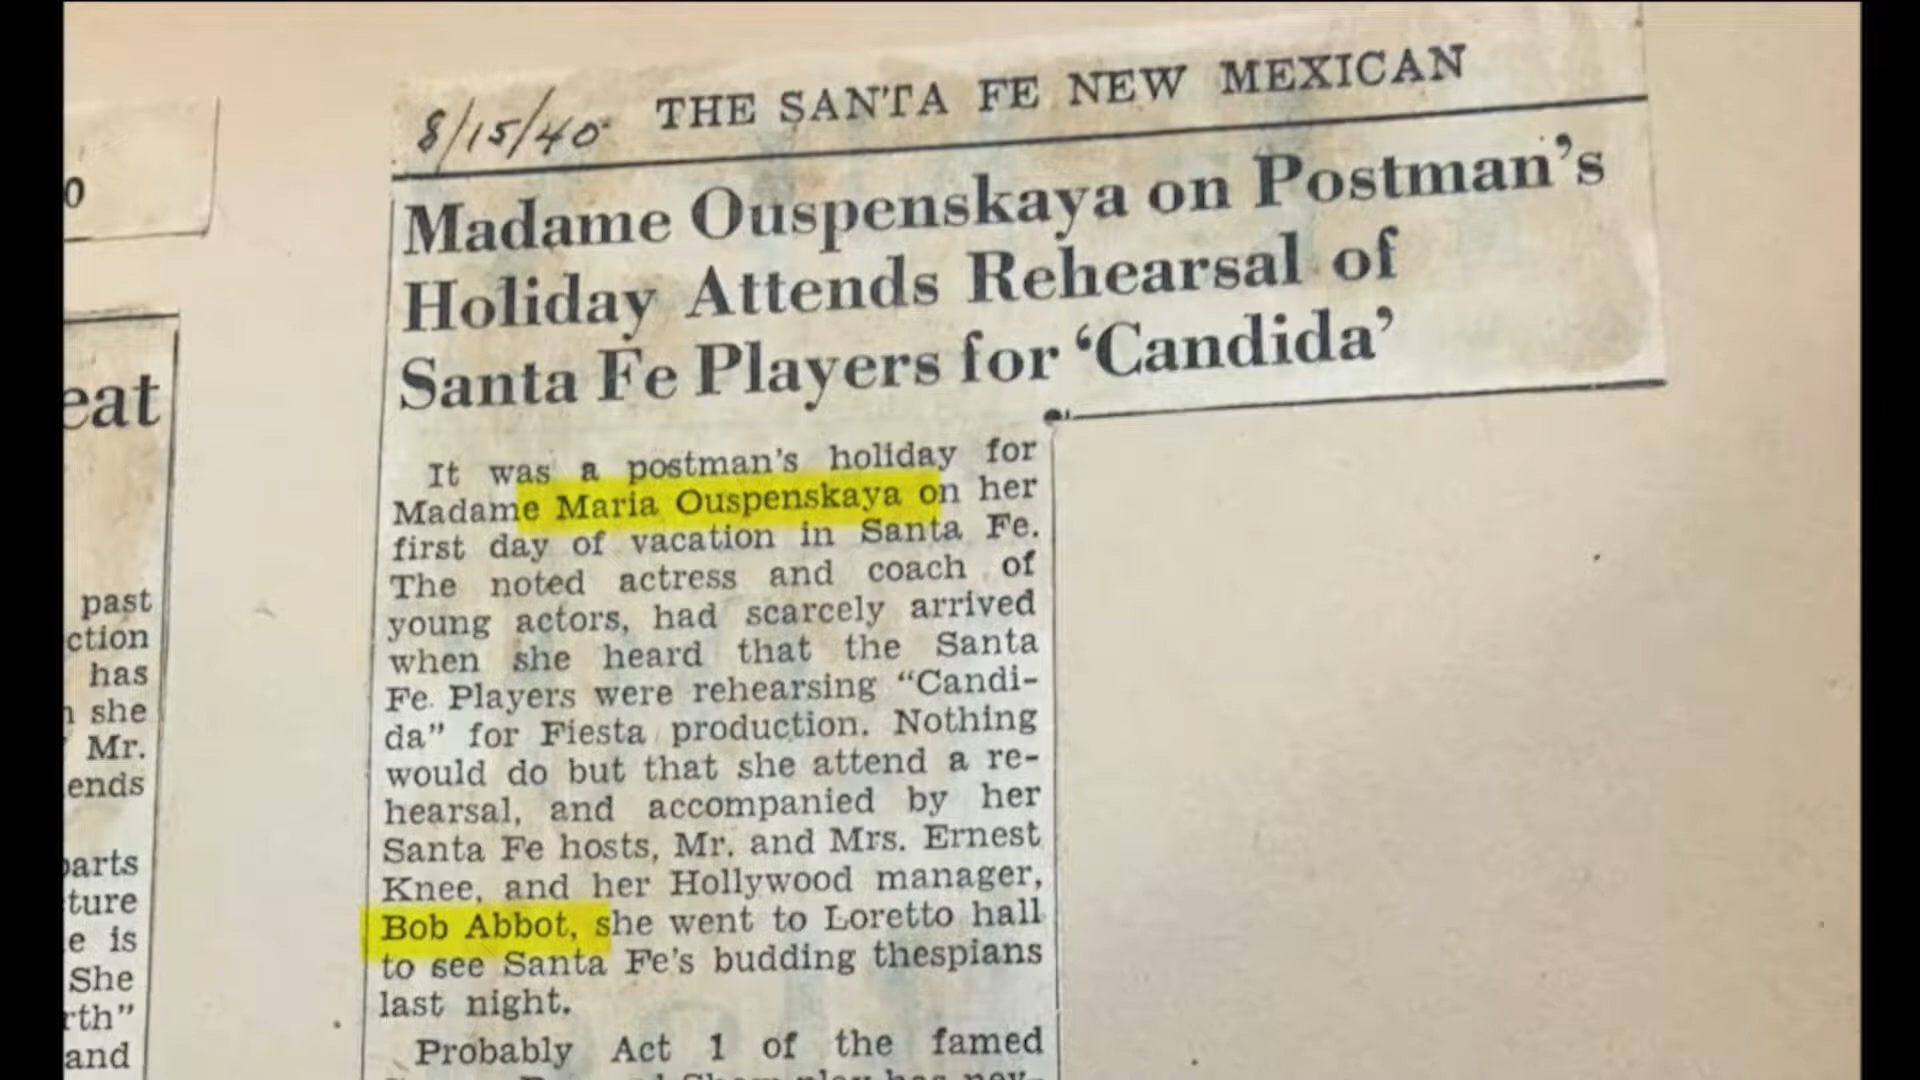 0
eat
past
ction
has
she
Mr.
ends
parts
ture
e is
She
rth”
and
8/15/40 THE SANTA FE NEW MEXICAN
Madame Ouspenskaya on Postman’s
Holiday Attends Rehearsal of
Santa Fe Players for ‘Candida’
It was a postman’s holiday for
Madame Maria Ouspenskaya on her
first day of vacation in Santa Fe.
The noted actress and coach of
young actors, had scarcely arrived
when she heard that the Santa
Fe Players were rehearsing “Candi-
da” for Fiesta production. Nothing
would do but that she attend a re-
hearsal, and accompanied by her
Santa Fe hosts, Mr. and Mrs. Ernest
Knee, and her Hollywood manager,
Bob Abbot, she went to Loretto hall
to see Santa Fe’s budding thespians
last night.
Probably Act 1 of the famed